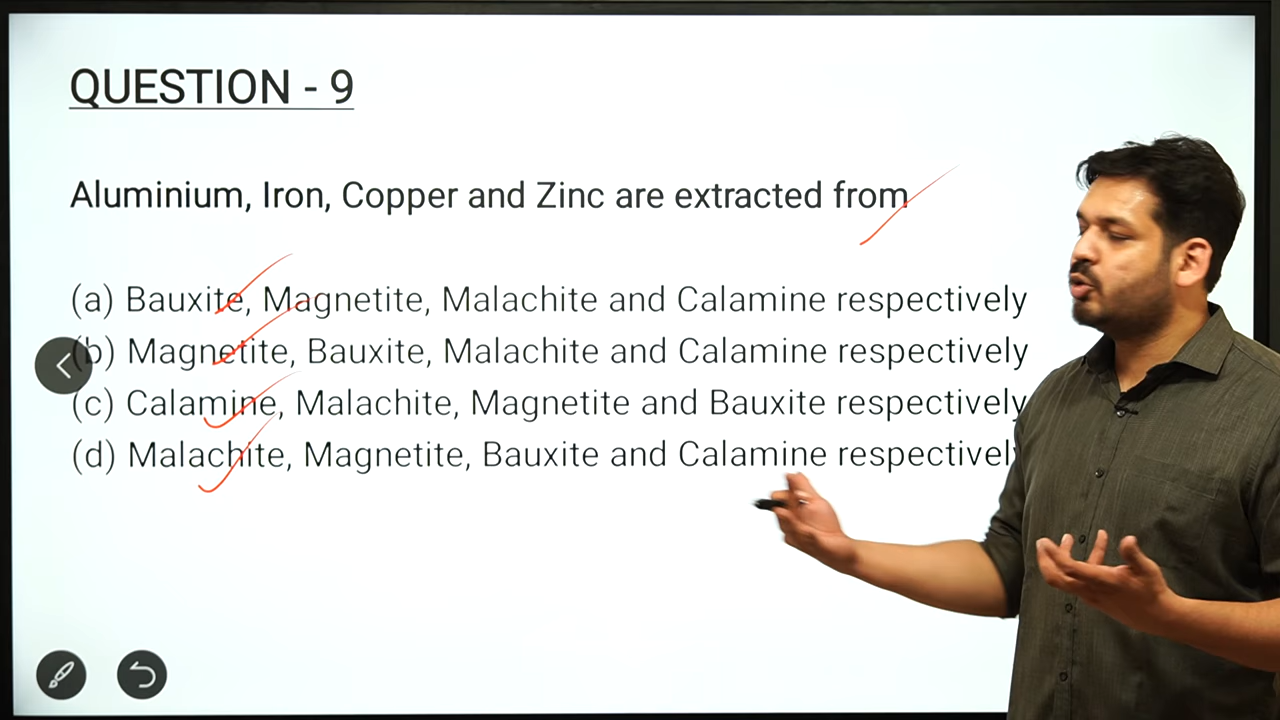 QUESTION - 9
Aluminium, Iron, Copper and Zinc are extracted from
(a) Bauxite, Magnetite, Malachite and Calamine respectively
(b) Magnetite, Bauxite, Malachite and Calamine respectively
(c) Calamine, Malachite, Magnetite and Bauxite respectively
(d) Malachite, Magnetite, Bauxite and Calamine respectively